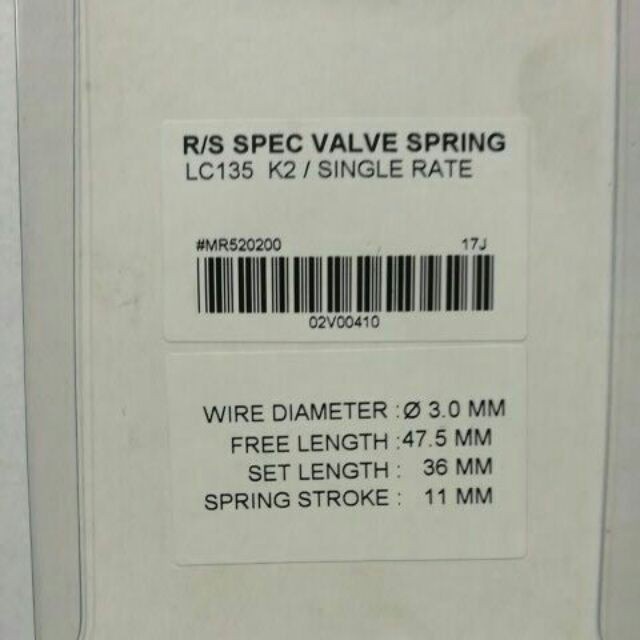 R/S SPEC VALVE SPRING
LC135 K2 / SINGLE RATE
#MR520200 17J
02V00410
WIRE DIAMETER : Ø 3.0 MM
FREE LENGTH : 47.5 MM
SET LENGTH : 36 MM
SPRING STROKE : 11 MM